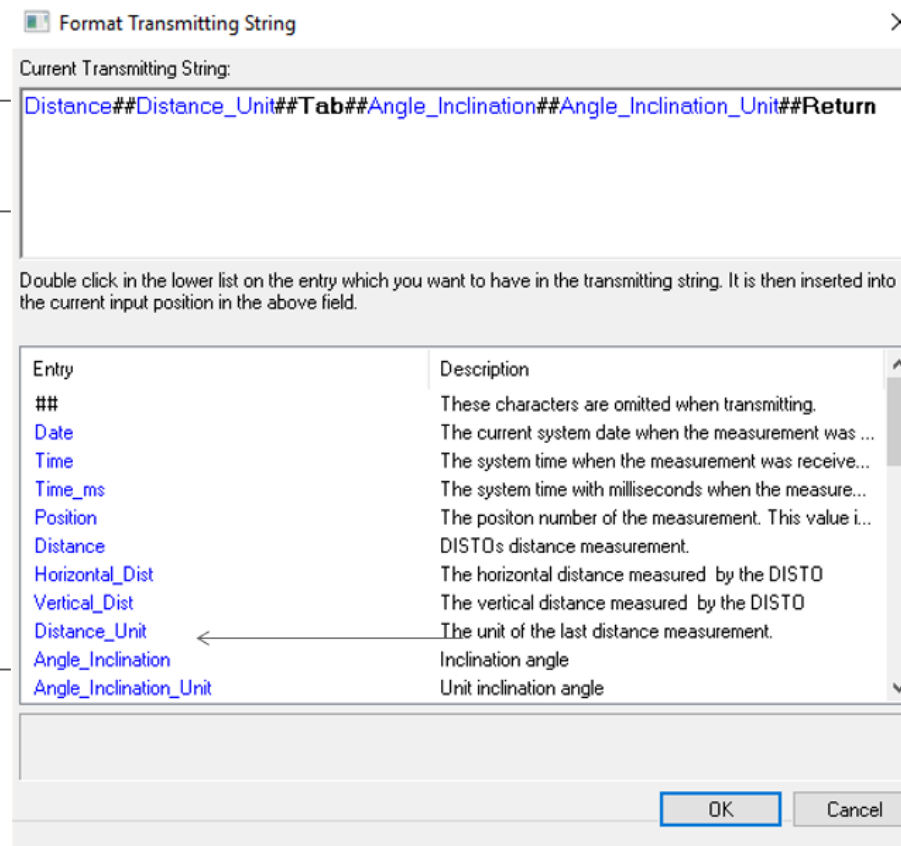 Format Transmitting String
Current Transmitting String:
Distance##Distance_Unit##Tab##Angle_Inclination##Angle_Inclination_Unit##Return
Double click in the lower list on the entry which you want to have in the transmitting string. It is then inserted into
the current input position in the above field.
Entry Description
## These characters are omitted when transmitting.
Date The current system date when the measurement was ...
Time The system time when the measurement was receive...
Time_ms The system time with milliseconds when the measure...
Position The positon number of the measurement. This value i...
Distance DISTOs distance measurement.
Horizontal_Dist The horizontal distance measured by the DISTO
Vertical_Dist The vertical distance measured by the DISTO
Distance_Unit The unit of the last distance measurement.
Angle_Inclination Inclination angle
Angle_Inclination_Unit Unit inclination angle
OK Cancel